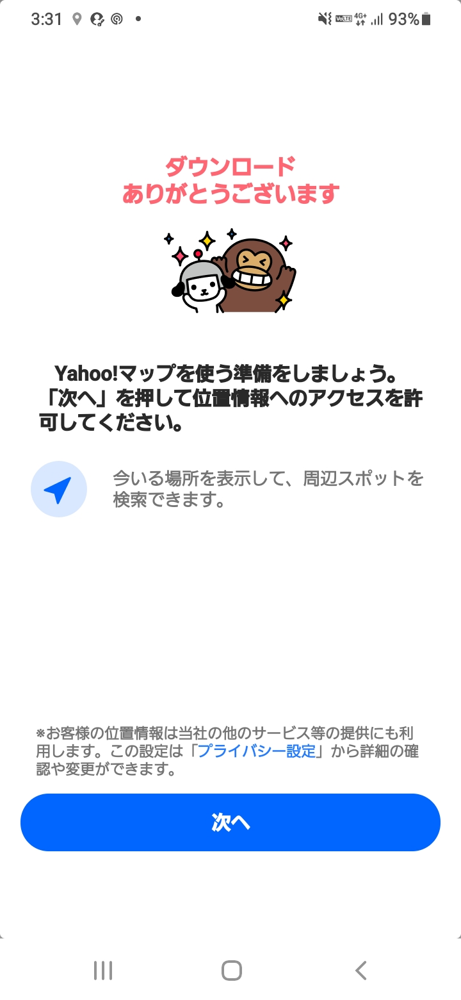 3:31
VoLTE 4G+ 93%
ダウンロード
ありがとうございます
Yahoo!マップを使う準備をしましょう。
「次へ」を押して位置情報へのアクセスを許
可してください。
今いる場所を表示して、周辺スポットを
検索できます。
※お客様の位置情報は当社の他のサービス等の提供にも利
用します。この設定は「プライバシー設定」から詳細の確
認や変更ができます。
次へ